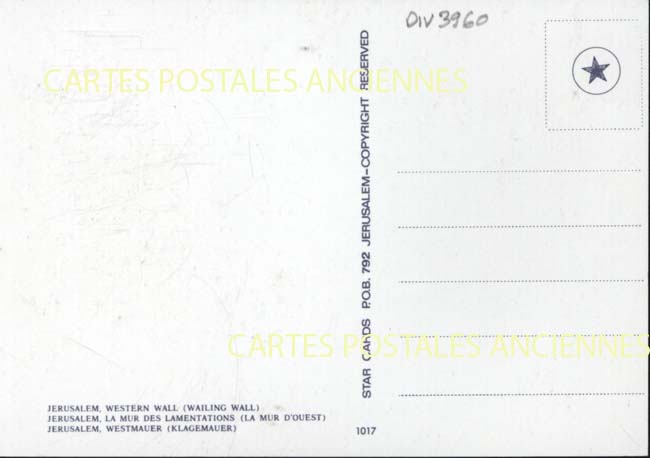 DIV 3960
CARTES POSTALES ANCIENNES
STAR CARDS P.O.B. 792 JERUSALEM-COPYRIGHT RESERVED
CARTES POSTALES ANCIENNES
JERUSALEM, WESTERN WALL (WAILING WALL)
JERUSALEM, LA MUR DES LAMENTATIONS (LA MUR D'OUEST)
JERUSALEM, WESTMAUER (KLAGEMAUER)
1017